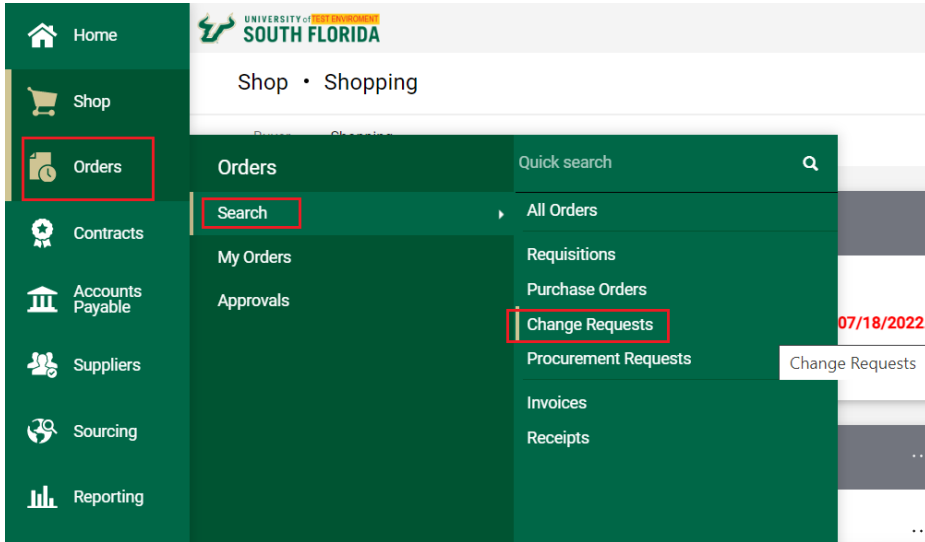 Home
UNIVERSITY of TEST ENVIROMENT
SOUTH FLORIDA
Shop • Shopping
Shop
Shopping
Orders
Orders
Quick search
Search
All Orders
Contracts
My Orders
Requisitions
Accounts
Payable
Approvals
Purchase Orders
Change Requests
07/18/2022
Suppliers
Procurement Requests
Change Requests
Invoices
Sourcing
Receipts
Reporting